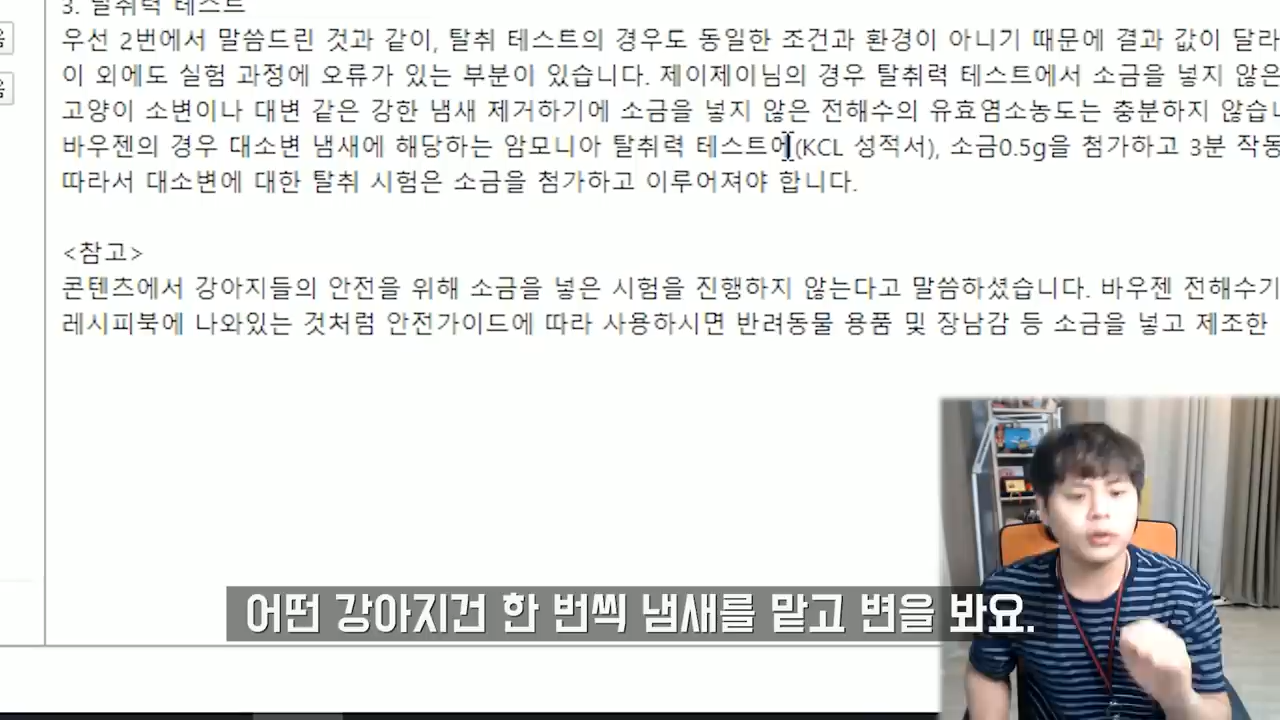 3. 탈취력 테스트
우선 2번에서 말씀드린 것과 같이, 탈취 테스트의 경우도 동일한 조건과 환경이 아니기 때문에 결과 값이 달라
이 외에도 실험 과정에 오류가 있는 부분이 있습니다. 제이제이님의 경우 탈취력 테스트에서 소금을 넣지 않은
고양이 소변이나 대변 같은 강한 냄새 제거하기에 소금을 넣지 않은 전해수의 유효염소농도는 충분하지 않습니
바우젠의 경우 대소변 냄새에 해당하는 암모니아 탈취력 테스트에(KCL 성적서), 소금0.5g을 첨가하고 3분 작동
따라서 대소변에 대한 탈취 시험은 소금을 첨가하고 이루어져야 합니다.
<참고>
콘텐츠에서 강아지들의 안전을 위해 소금을 넣은 시험을 진행하지 않는다고 말씀하셨습니다. 바우젠 전해수기
레시피북에 나와있는 것처럼 안전가이드에 따라 사용하시면 반려동물 용품 및 장남감 등 소금을 넣고 제조한
어떤 강아지건 한 번씩 냄새를 맡고 변을 봐요.